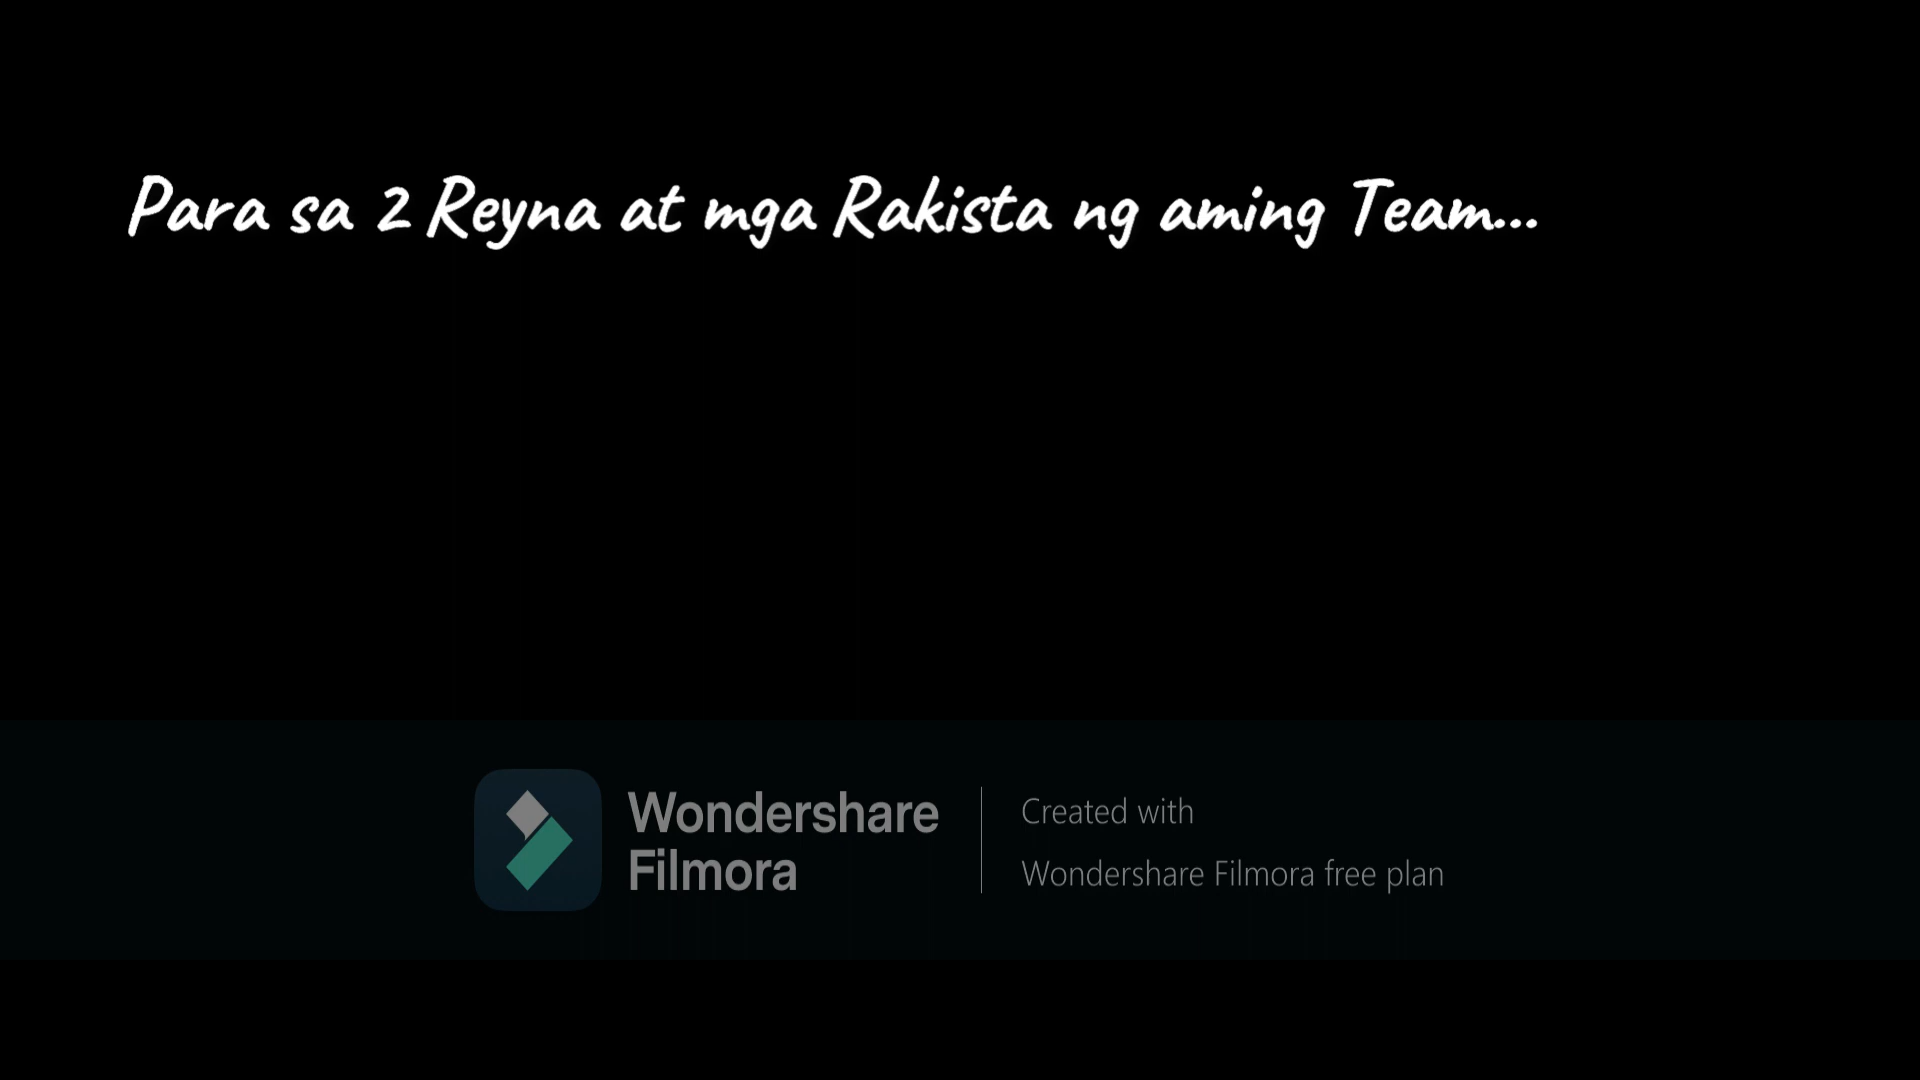 Para sa 2 Reyna at mga Rakista ng aming Team...
Wondershare
Filmora
Created with
Wondershare Filmora free plan